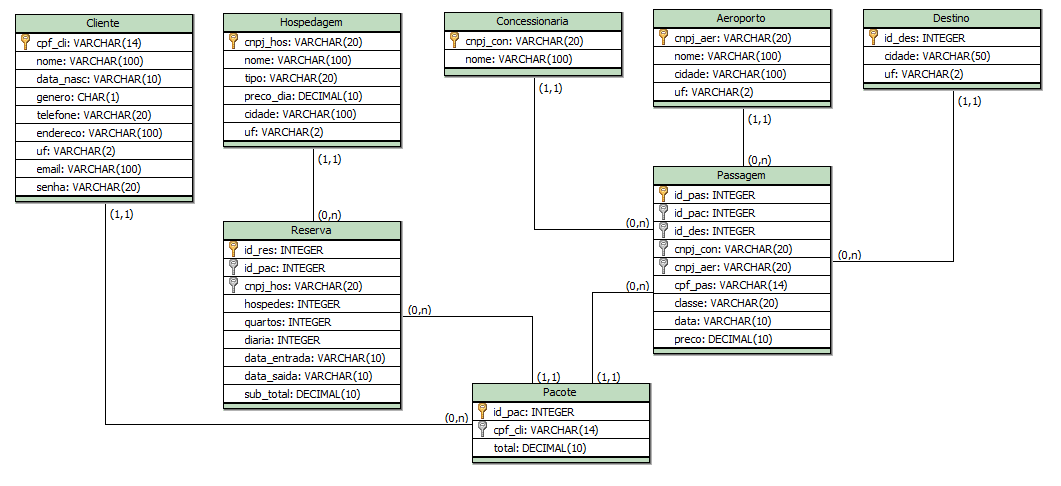 Cliente
cpf_cli: VARCHAR(14)
nome: VARCHAR(100)
data_nasc: VARCHAR(10)
genero: CHAR(1)
telefone: VARCHAR(20)
endereco: VARCHAR(100)
uf: VARCHAR(2)
email: VARCHAR(100)
senha: VARCHAR(20)
(1,1)
Hospedagem
cnpj_hos: VARCHAR(20)
nome: VARCHAR(100)
tipo: VARCHAR(20)
preco_dia: DECIMAL(10)
cidade: VARCHAR(100)
uf: VARCHAR(2)
(1,1)
(0,n)
Concessionaria
cnpj_con: VARCHAR(20)
nome: VARCHAR(100)
(1,1)
(0,n)
Aeroporto
cnpj_aer: VARCHAR(20)
nome: VARCHAR(100)
cidade: VARCHAR(100)
uf: VARCHAR(2)
(1,1)
(0,n)
Destino
id_des: INTEGER
cidade: VARCHAR(50)
uf: VARCHAR(2)
(1,1)
(0,n)
Reserva
id_res: INTEGER
id_pac: INTEGER
cnpj_hos: VARCHAR(20)
hospedes: INTEGER
quartos: INTEGER
diaria: INTEGER
data_entrada: VARCHAR(10)
data_saida: VARCHAR(10)
sub_total: DECIMAL(10)
(0,n)
Passagem
id_pas: INTEGER
id_pac: INTEGER
id_des: INTEGER
cnpj_con: VARCHAR(20)
cnpj_aer: VARCHAR(20)
cpf_pas: VARCHAR(14)
classe: VARCHAR(20)
data: VARCHAR(10)
preco: DECIMAL(10)
(0,n)
(1,1)
(1,1)
(0,n)
Pacote
id_pac: INTEGER
cpf_cli: VARCHAR(14)
total: DECIMAL(10)